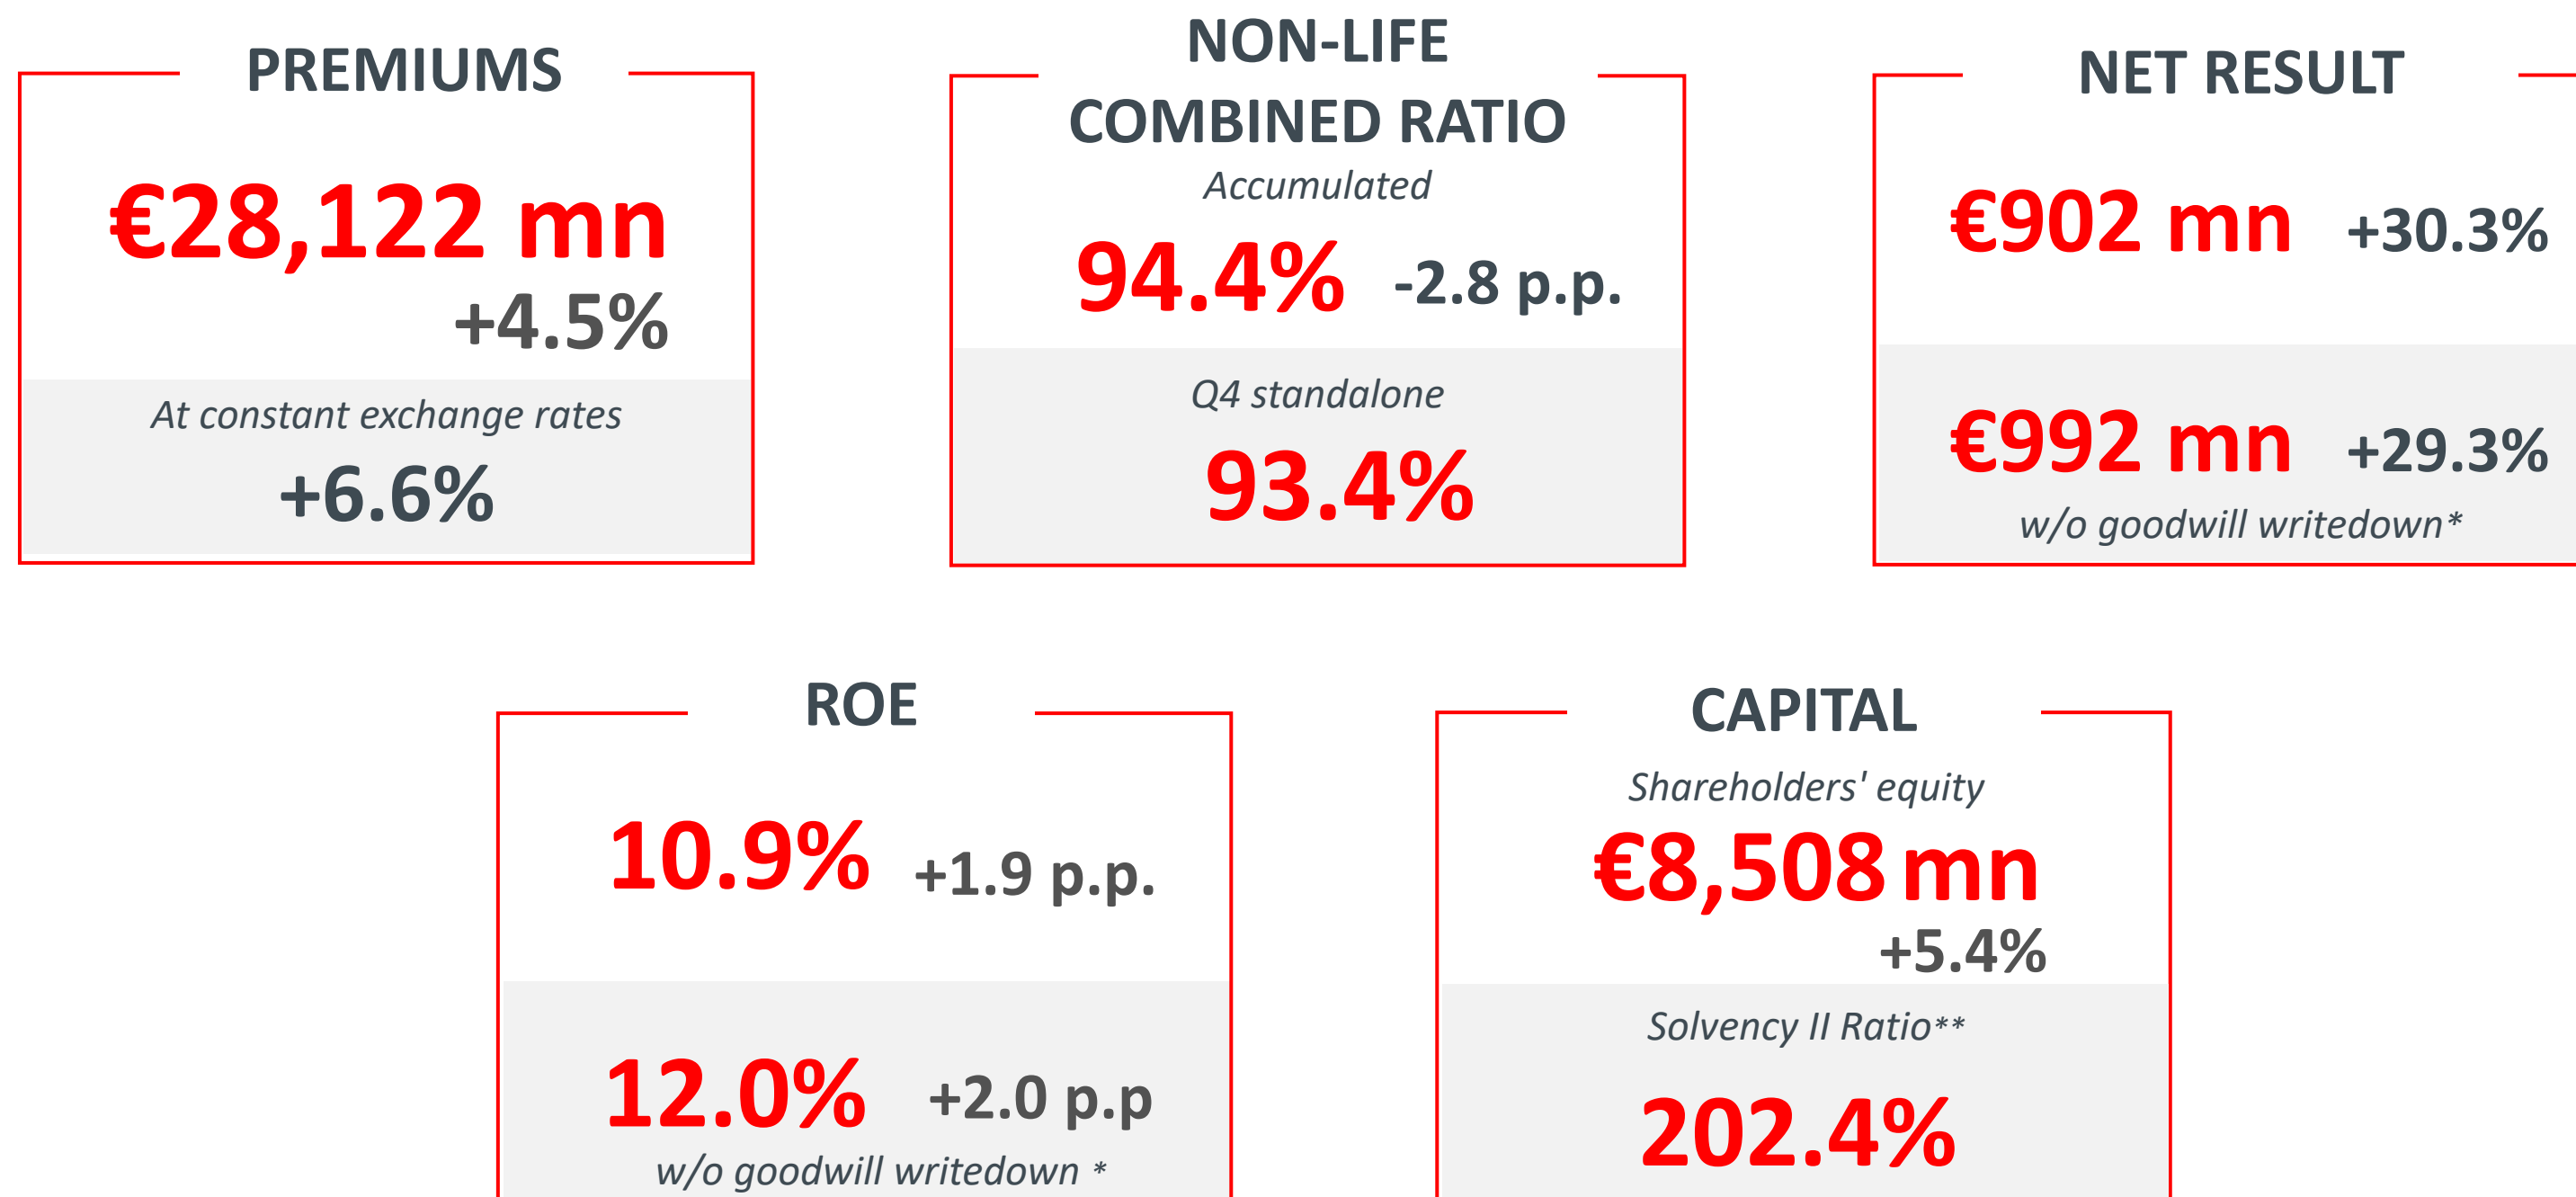 PREMIUMS
€28,122 mn
+4.5%
At constant exchange rates
+6.6%
NON-LIFE
COMBINED RATIO
Accumulated
94.4% -2.8 p.p.
Q4 standalone
93.4%
NET RESULT
€902 mn +30.3%
€992 mn +29.3%
w/o goodwill writedown*
ROE
10.9% +1.9 p.p.
12.0% +2.0 p.p
w/o goodwill writedown *
CAPITAL
Shareholders' equity
€8,508 mn
+5.4%
Solvency II Ratio**
202.4%